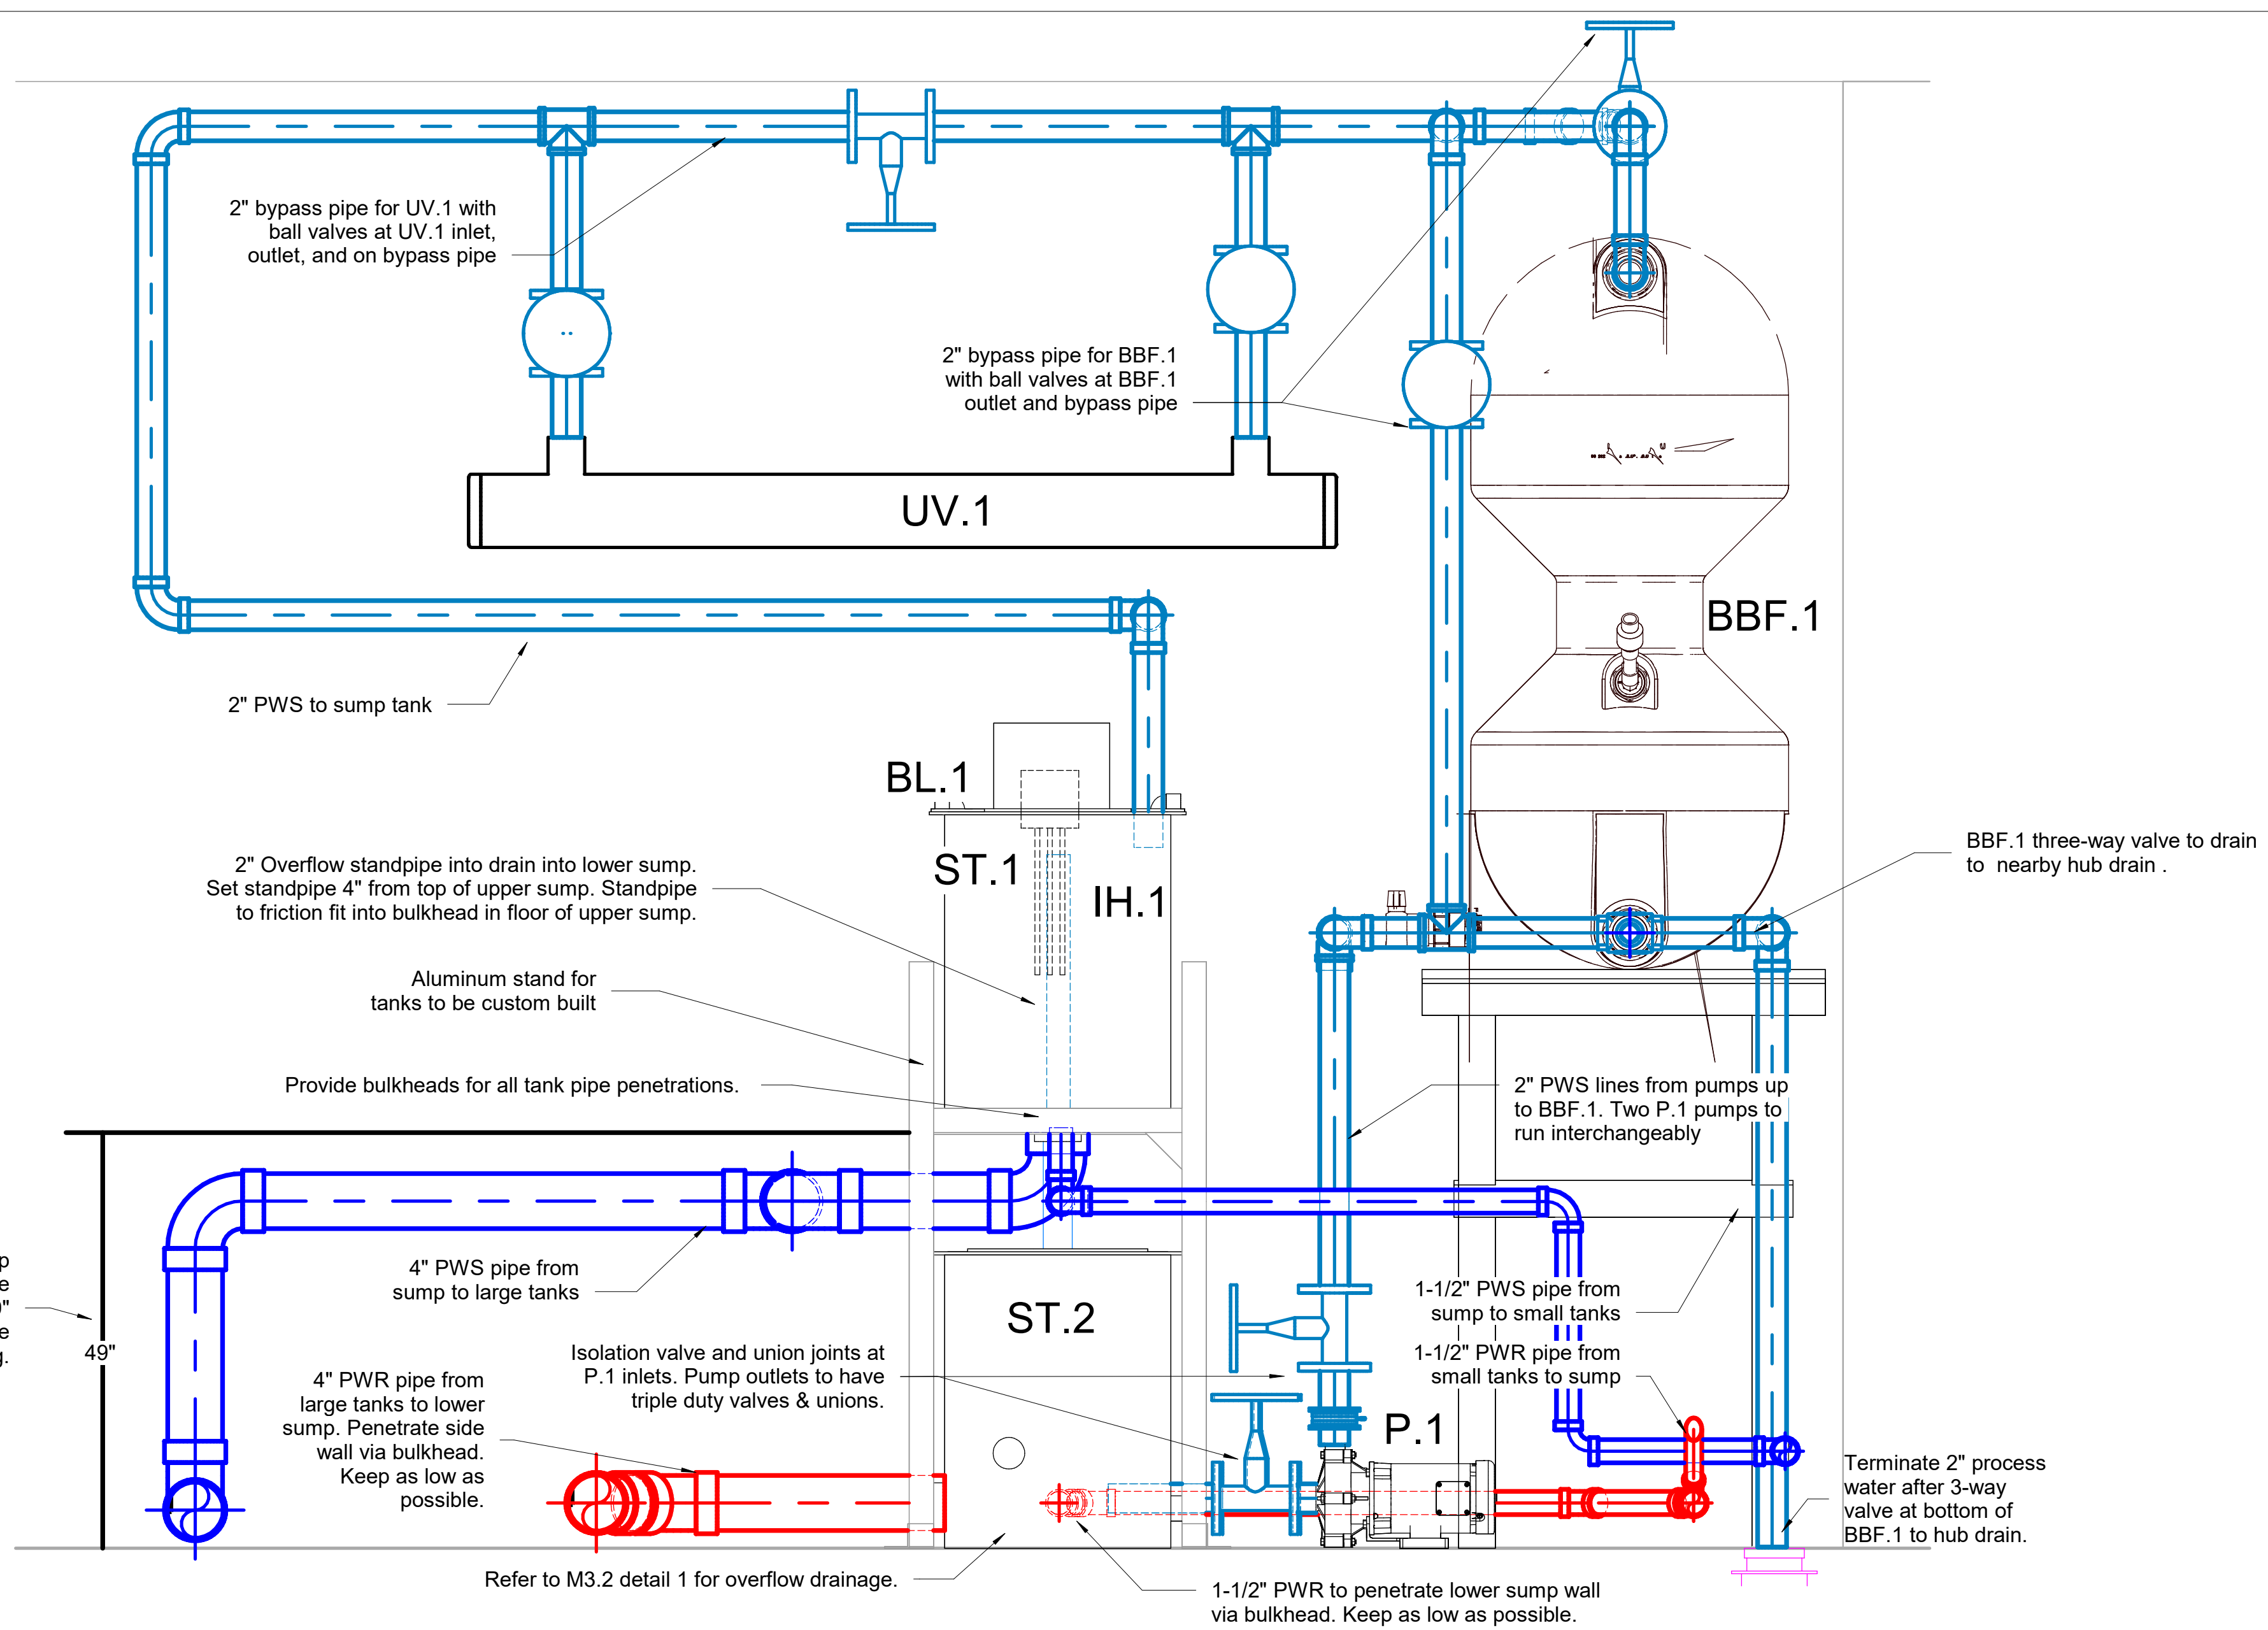 2" bypass pipe for UV.1 with
ball valves at UV.1 inlet,
outlet, and on bypass pipe
2" bypass pipe for BBF.1
with ball valves at BBF.1
outlet and bypass pipe
UV.1
BBF.1
2" PWS to sump tank
BL.1
ST.1
IH.1
2" Overflow standpipe into drain into lower sump.
Set standpipe 4" from top of upper sump. Standpipe
to friction fit into bulkhead in floor of upper sump.
BBF.1 three-way valve to drain
to nearby hub drain .
Aluminum stand for
tanks to be custom built
Provide bulkheads for all tank pipe penetrations.
2" PWS lines from pumps up
to BBF.1. Two P.1 pumps to
run interchangeably
4" PWS pipe from
sump to large tanks
ST.2
1-1/2" PWS pipe from
sump to small tanks
49"
Isolation valve and union joints at
P.1 inlets. Pump outlets to have
triple duty valves & unions.
1-1/2" PWR pipe from
small tanks to sump
4" PWR pipe from
large tanks to lower
sump. Penetrate side
wall via bulkhead.
Keep as low as
possible.
P.1
Terminate 2" process
water after 3-way
valve at bottom of
BBF.1 to hub drain.
Refer to M3.2 detail 1 for overflow drainage.
1-1/2" PWR to penetrate lower sump wall
via bulkhead. Keep as low as possible.